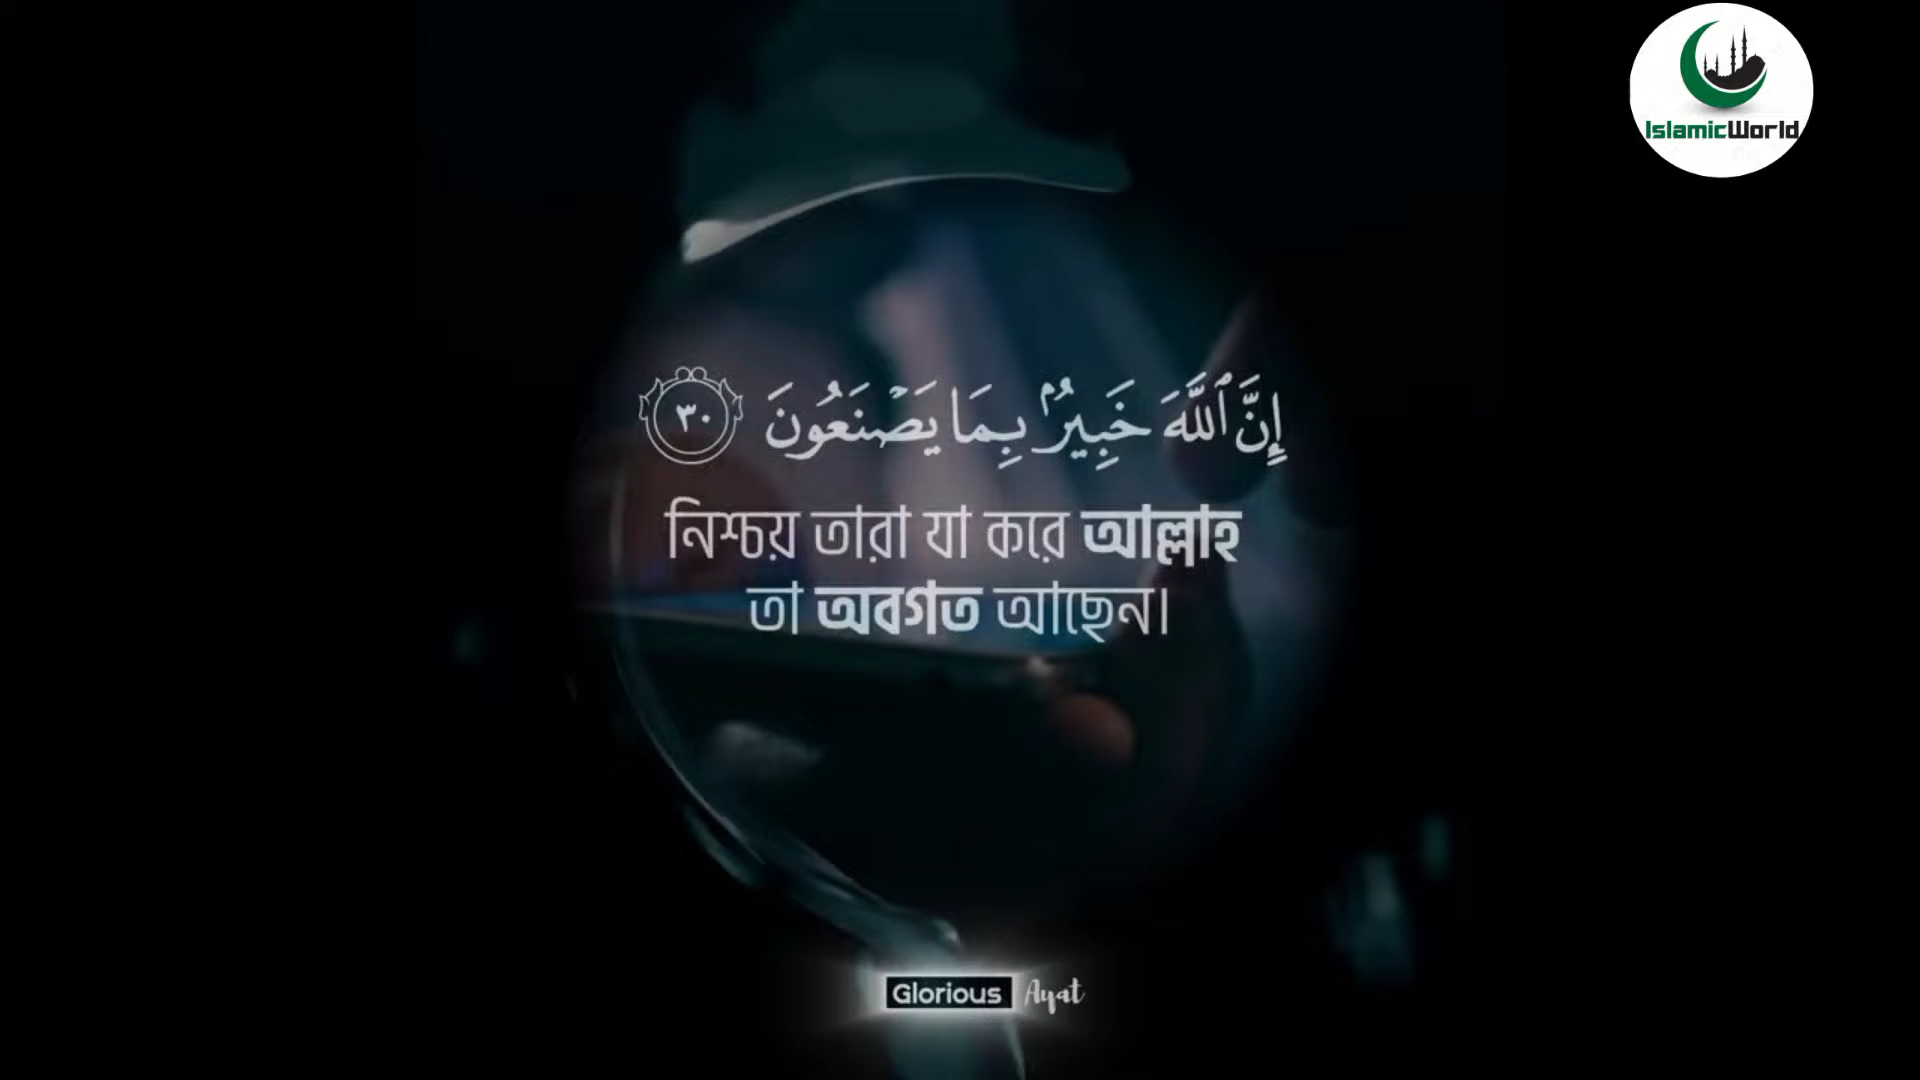 IslamicWorld
إِنَّ ٱللَّهَ خَبِيرُۢ بِمَا يَصۡنَعُونَ ٣٠
নিশ্চয় তারা যা করে আল্লাহ
তা অবগত আছেন।
Glorious Ayat